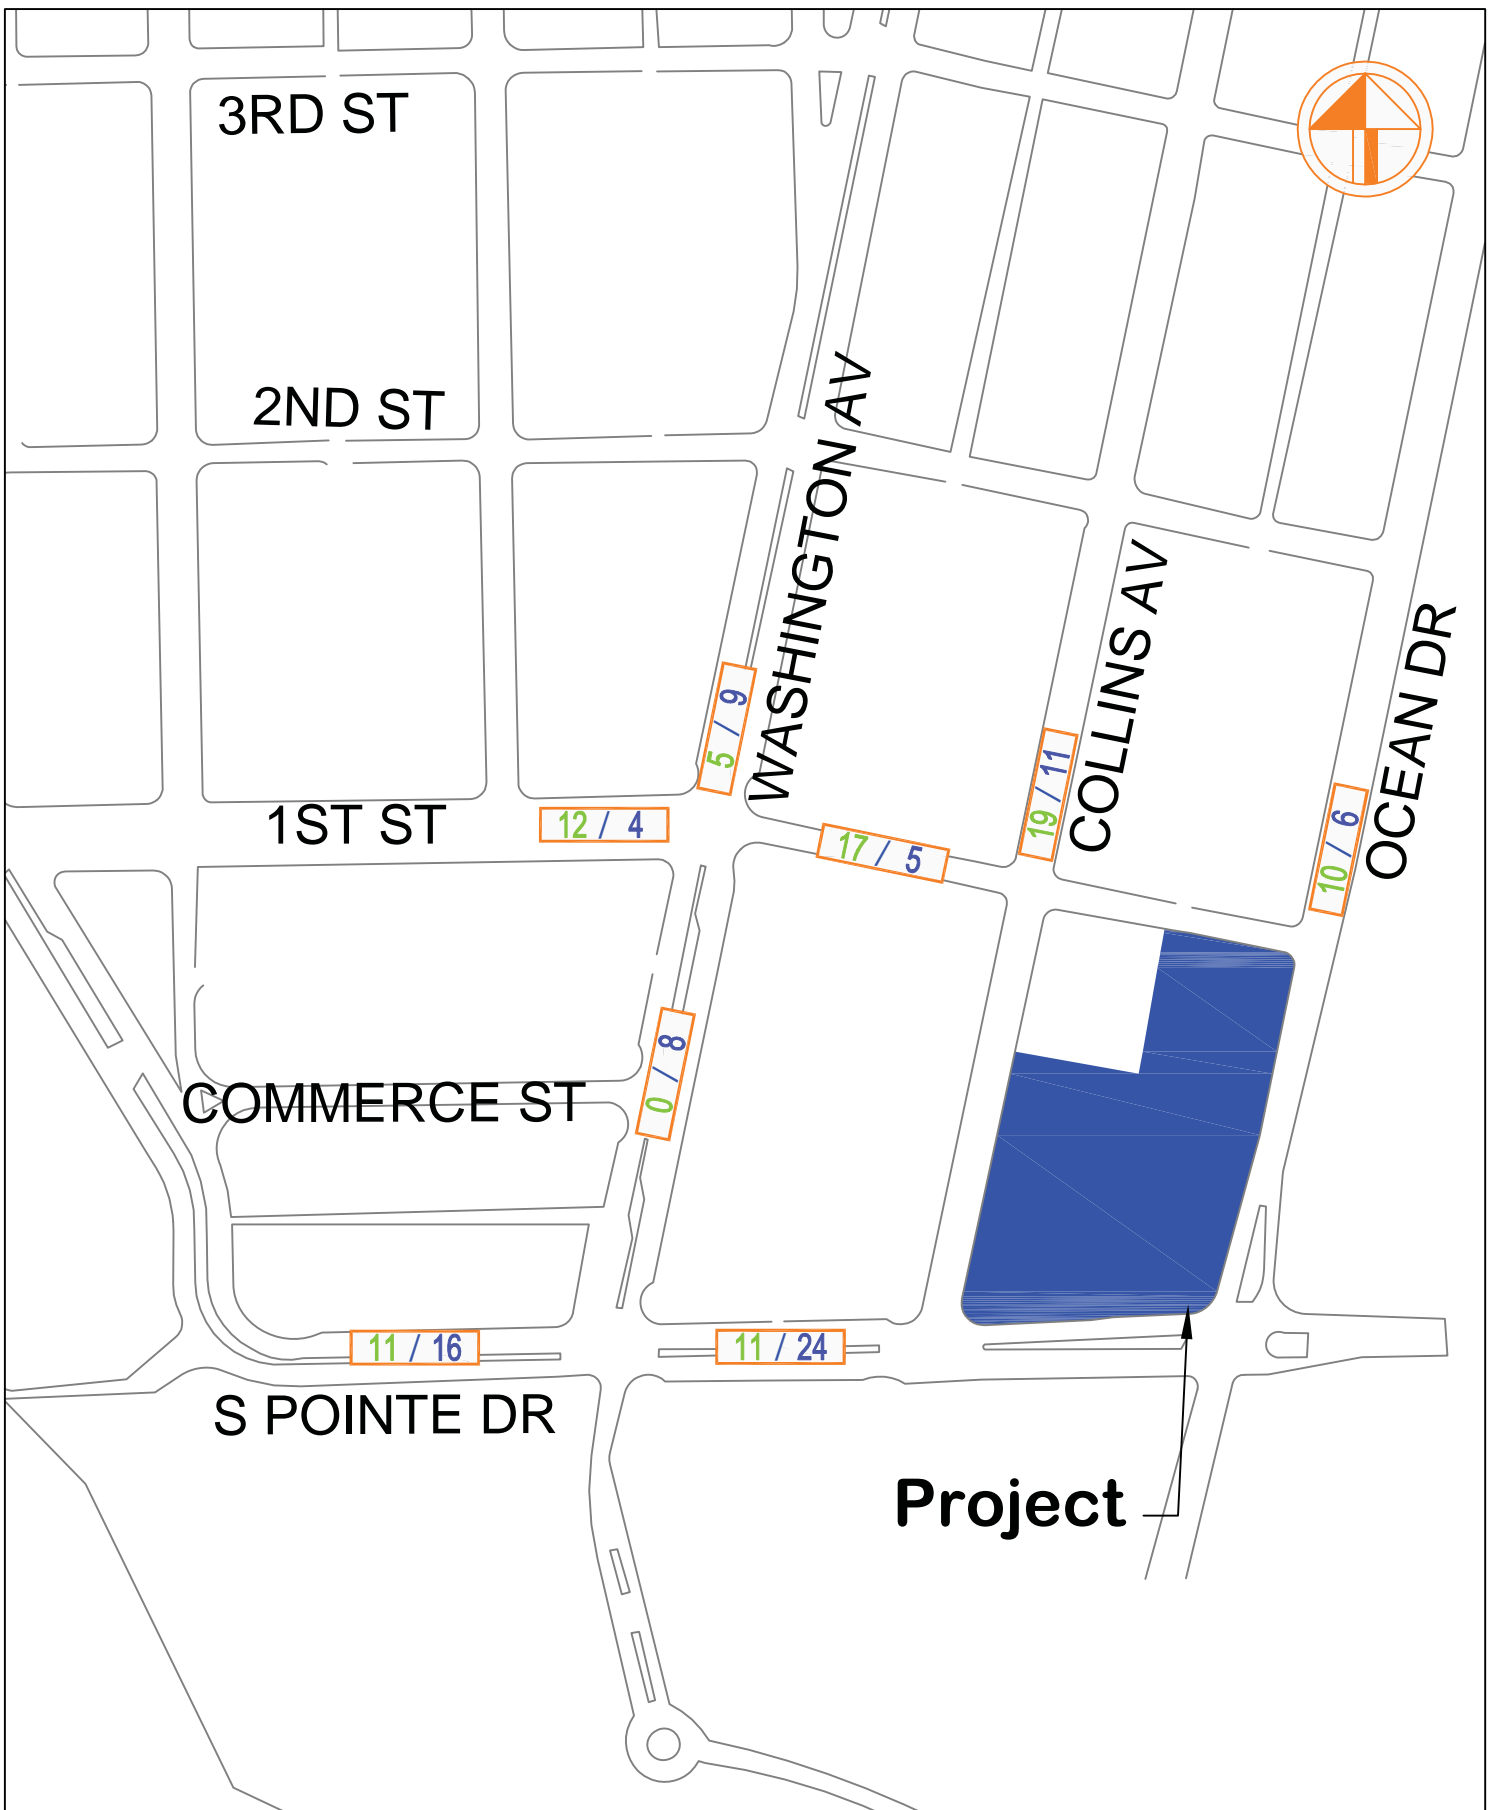 3RD ST
2ND ST
WASHINGTON AV
COLLINS AV
OCEAN DR
5 / 9
19 / 11
10 / 6
1ST ST
12 / 4
17 / 5
0 / 8
COMMERCE ST
11 / 16
11 / 24
S POINTE DR
Project